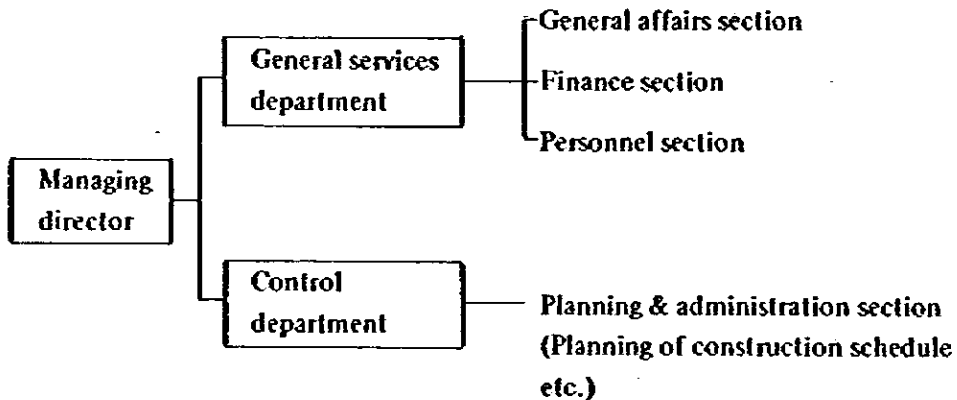 General affairs section
General services
department
Finance section
Personnel section
Managing
director
Control
department
Planning & administration section
(Planning of construction schedule
etc.)